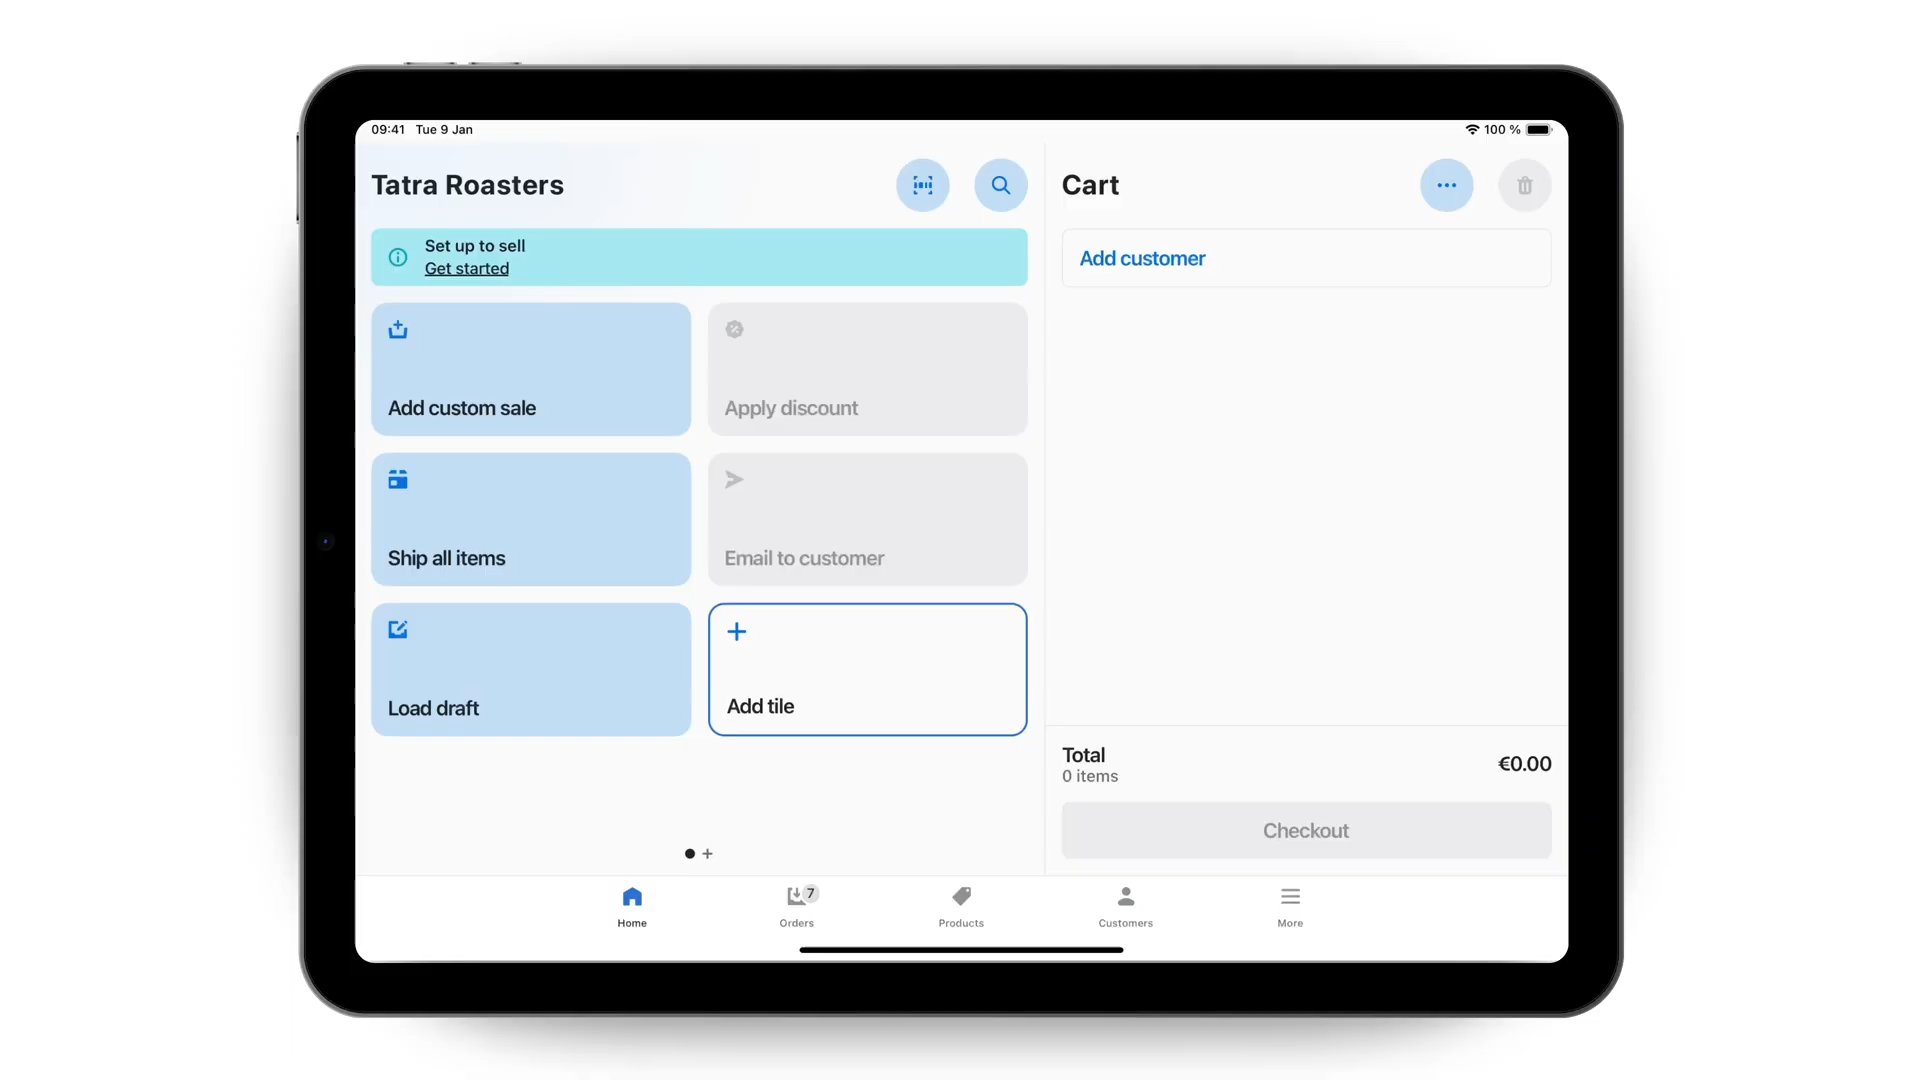 09:41 Tue 9 Jan
100 %
Tatra Roasters
Set up to sell
Get started
Add custom sale
Apply discount
Ship all items
Email to customer
Load draft
Add tile
Cart
Add customer
Total
0 items
€0.00
Checkout
Home
7
Orders
Products
Customers
More